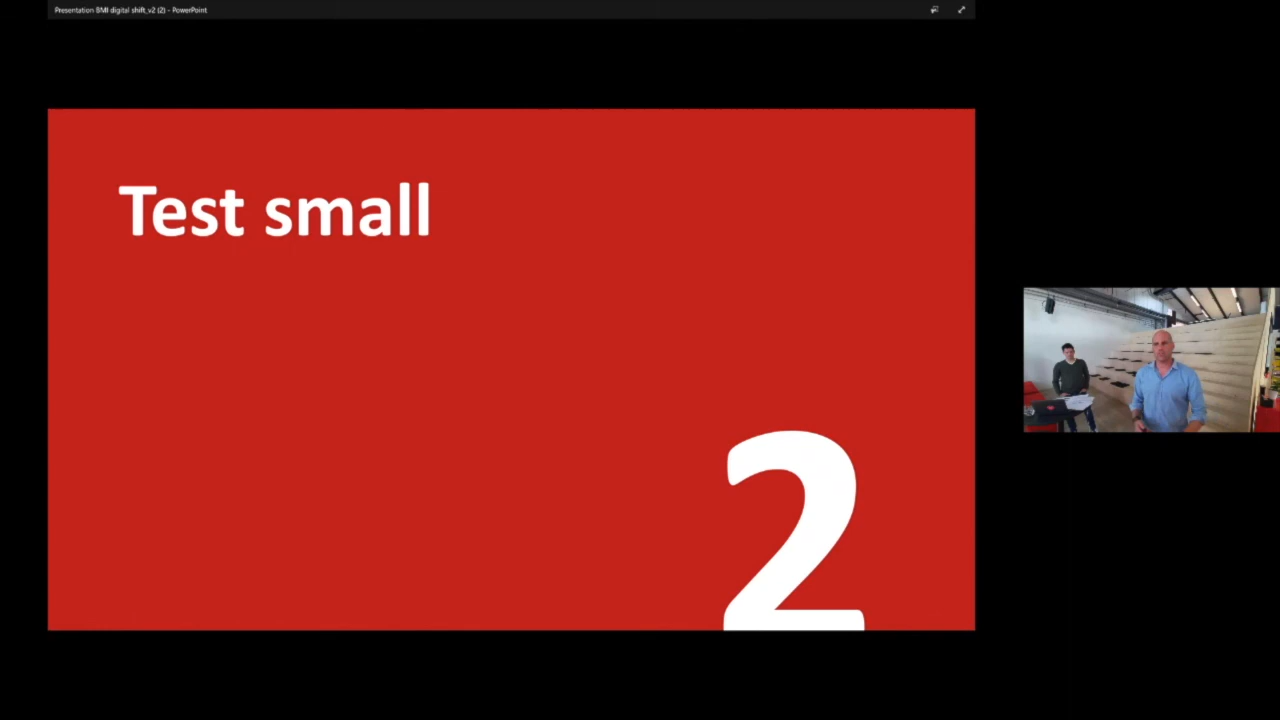 Presentation BMI digital shift_v2 (2) - PowerPoint
Test small
2